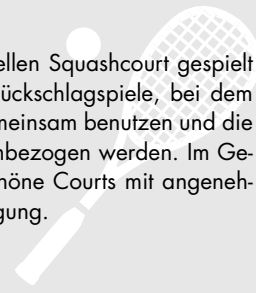 ellen Squashcourt gespielt
ückschlagspiele, bei dem
meinsam benutzen und die
nbezogen werden. Im Ge-
höne Courts mit angeneh-
gung.